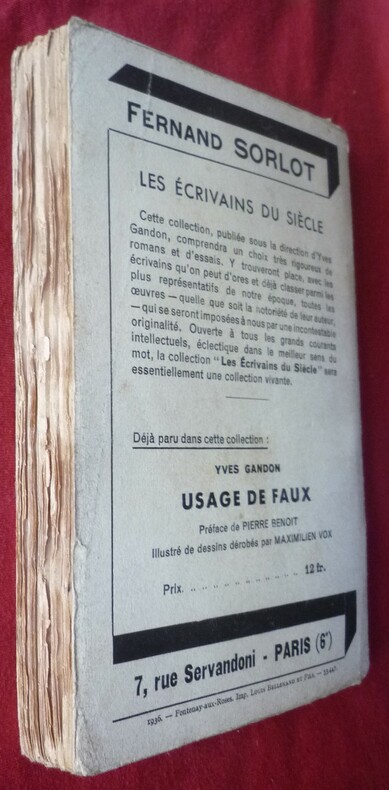 FERNAND SORLOT
LES ÉCRIVAINS DU SIÈCLE
Cette collection, publiée sous la direction d'Yves
Gandon, comprendra un choix très rigoureux de
romans et d'essais. Y trouveront place, avec les
écrivains qu'on peut d'ores et déjà classer parmi les
plus représentatifs de notre époque, toutes les
œuvres — quelle que soit la notoriété de leur auteur,
— qui se seront imposées à nous par une incontestable
originalité. Ouverte à tous les grands courants
intellectuels, éclectique dans le meilleur sens du
mot, la collection "Les Écrivains du Siècle" sera
essentiellement une collection vivante.
Déjà paru dans cette collection :
YVES GANDON
USAGE DE FAUX
Préface de PIERRE BENOIT
Illustré de dessins dérobés par MAXIMILIEN VOX
Prix. .. .. .. .. .. .. .. 12 fr.
7, rue Servandoni - PARIS (6e)
1936. — Fontenay-aux-Roses. Imp. LOUIS BELLENAND ET FILS. —